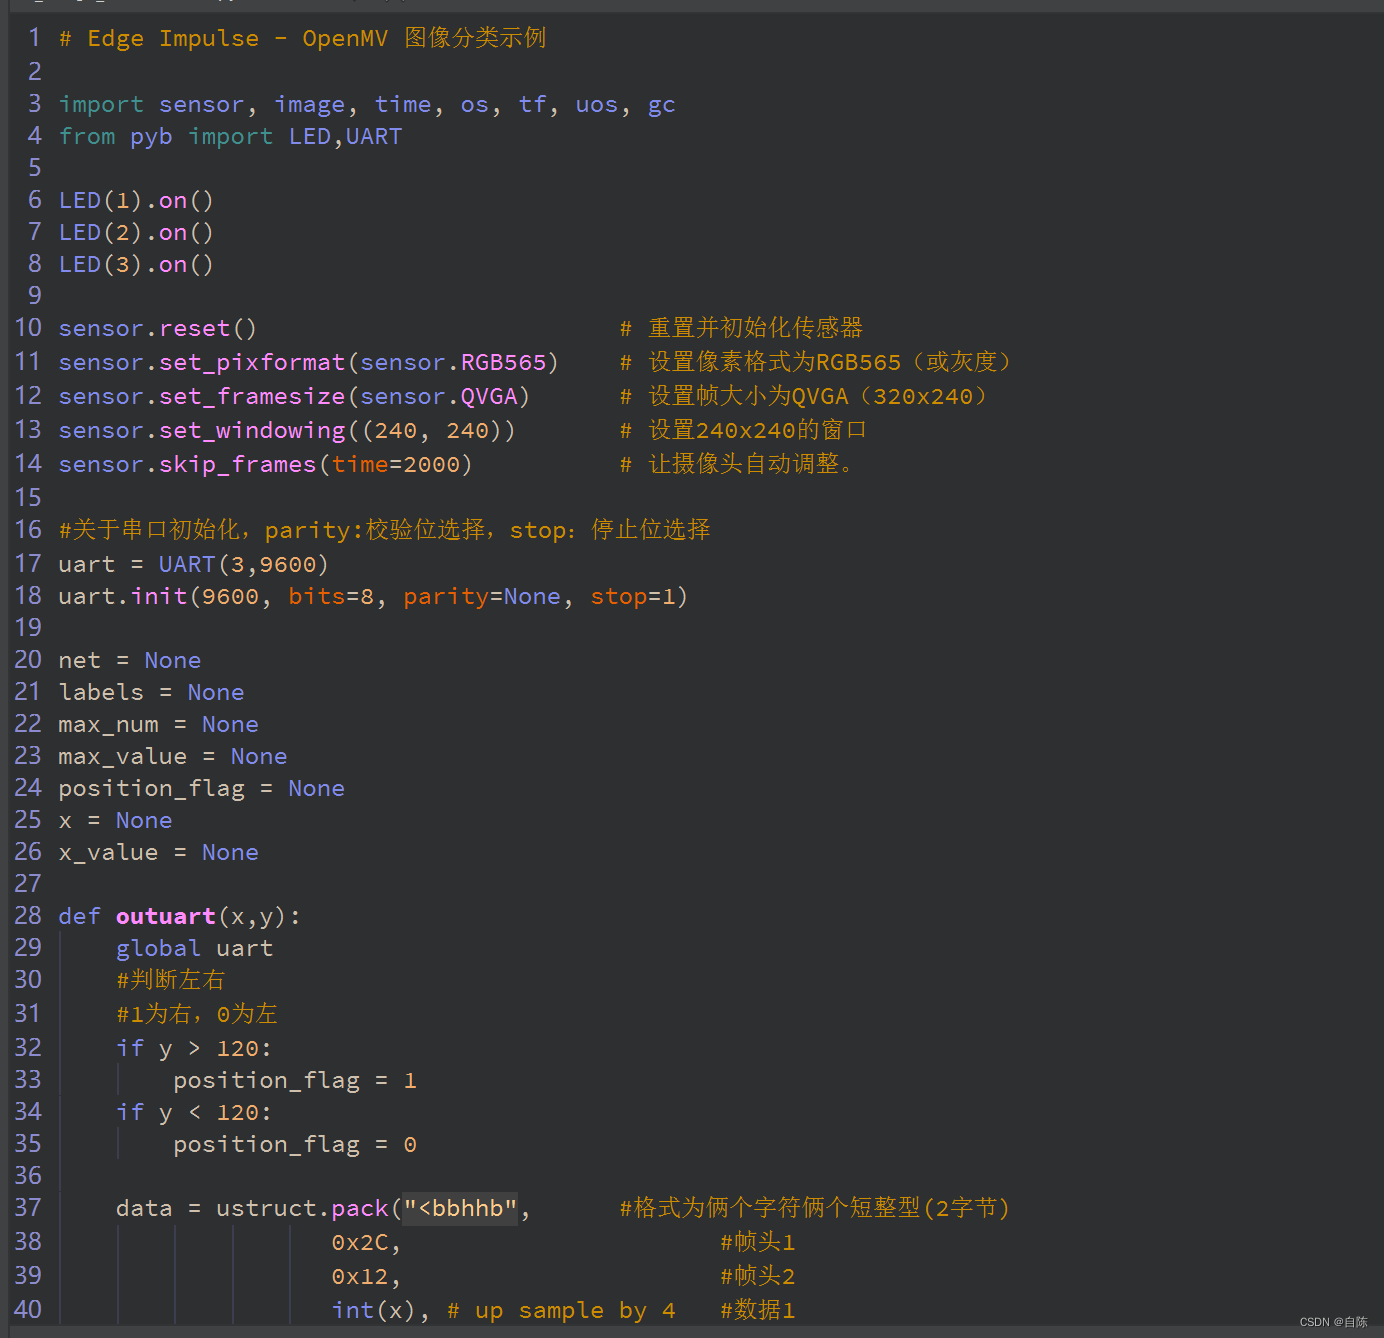 1 # Edge Impulse - OpenMV 图像分类示例
2
3 import sensor, image, time, os, tf, uos, gc
4 from pyb import LED,UART
5
6 LED(1).on()
7 LED(2).on()
8 LED(3).on()
9
10 sensor.reset() # 重置并初始化传感器
11 sensor.set_pixformat(sensor.RGB565) # 设置像素格式为RGB565（或灰度）
12 sensor.set_framesize(sensor.QVGA) # 设置帧大小为QVGA（320x240）
13 sensor.set_windowing((240, 240)) # 设置240x240的窗口
14 sensor.skip_frames(time=2000) # 让摄像头自动调整。
15
16 #关于串口初始化，parity:校验位选择，stop：停止位选择
17 uart = UART(3,9600)
18 uart.init(9600, bits=8, parity=None, stop=1)
19
20 net = None
21 labels = None
22 max_num = None
23 max_value = None
24 position_flag = None
25 x = None
26 x_value = None
27
28 def outuart(x,y):
29 global uart
30 #判断左右
31 #1为右，0为左
32 if y > 120:
33 position_flag = 1
34 if y < 120:
35 position_flag = 0
36
37 data = ustruct.pack("<bbhhb", #格式为俩个字符俩个短整型(2字节)
38 0x2C, #帧头1
39 0x12, #帧头2
40 int(x), # up sample by 4 #数据1
CSDN @自陈